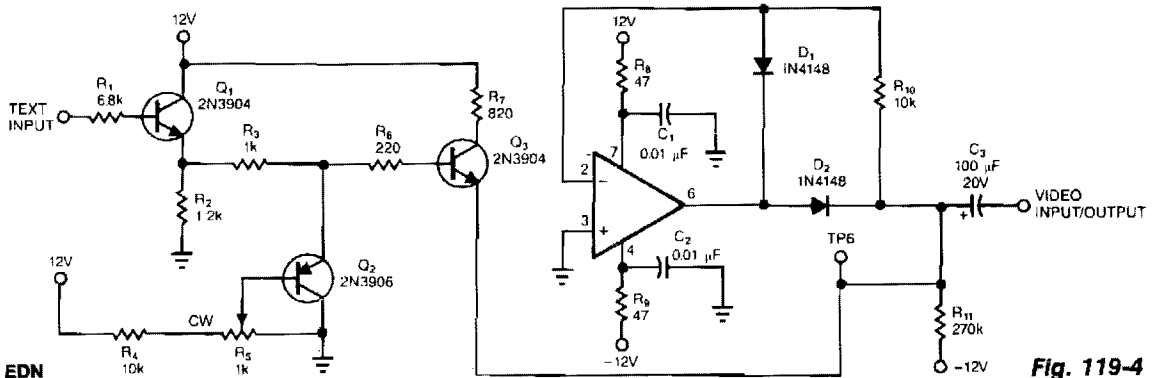 12V
R1
6.8k
TEXT
INPUT
Q1
2N3904
R2
1.2k
R3
1k
R6
220
R7
820
Q3
2N3904
Q2
2N3906
12V
R4
10k
CW
R5
1k
EDN
12V
R8
47
C1
0.01 µF
7
2
−
3
+
6
4
C2
0.01 µF
R9
47
−12V
D1
1N4148
D2
1N4148
R10
10k
C3
100 µF
20V
+
VIDEO
INPUT/OUTPUT
TP6
R11
270k
−12V
Fig. 119-4